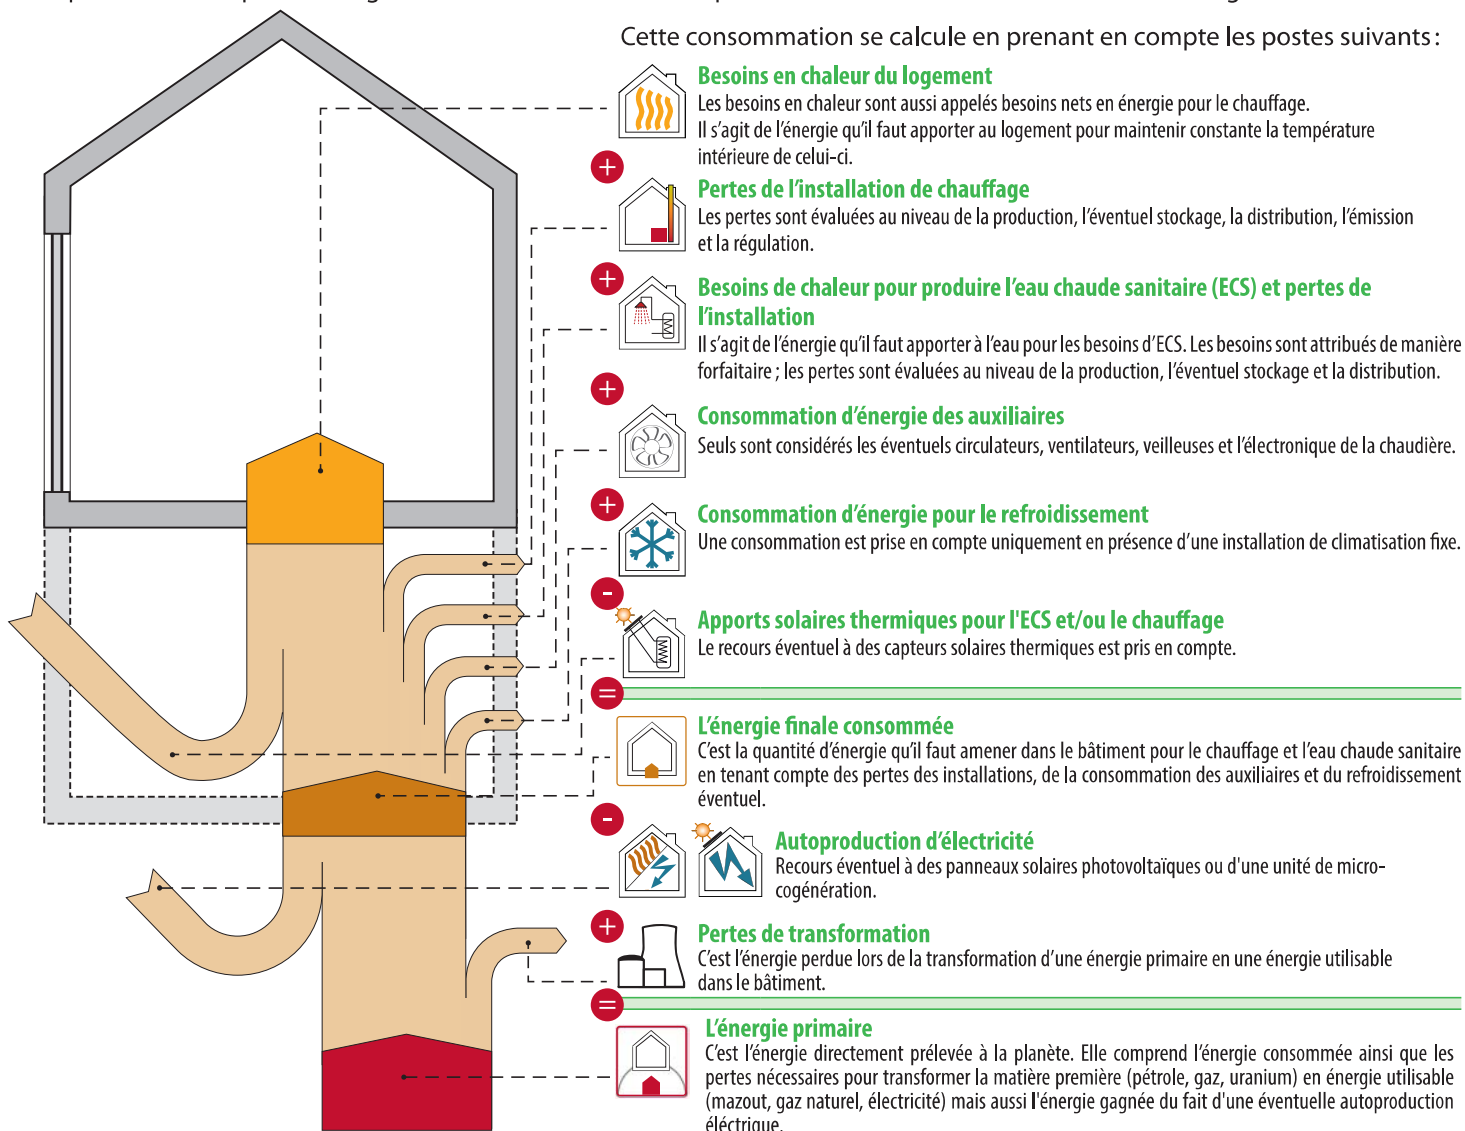 Cette consommation se calcule en prenant en compte les postes suivants :
Besoins en chaleur du logement
Les besoins en chaleur sont aussi appelés besoins nets en énergie pour le chauffage.
Il s'agit de l'énergie qu'il faut apporter au logement pour maintenir constante la température
intérieure de celui-ci.
+
Pertes de l'installation de chauffage
Les pertes sont évaluées au niveau de la production, l'éventuel stockage, la distribution, l'émission
et la régulation.
+
Besoins de chaleur pour produire l'eau chaude sanitaire (ECS) et pertes de
l'installation
Il s'agit de l'énergie qu'il faut apporter à l'eau pour les besoins d'ECS. Les besoins sont attribués de manière
forfaitaire ; les pertes sont évaluées au niveau de la production, l'éventuel stockage et la distribution.
+
Consommation d'énergie des auxiliaires
Seuls sont considérés les éventuels circulateurs, ventilateurs, veilleuses et l'électronique de la chaudière.
+
Consommation d'énergie pour le refroidissement
Une consommation est prise en compte uniquement en présence d'une installation de climatisation fixe.
-
Apports solaires thermiques pour l'ECS et/ou le chauffage
Le recours éventuel à des capteurs solaires thermiques est pris en compte.
=
L'énergie finale consommée
C'est la quantité d'énergie qu'il faut amener dans le bâtiment pour le chauffage et l'eau chaude sanitaire
en tenant compte des pertes des installations, de la consommation des auxiliaires et du refroidissement
éventuel.
-
Autoproduction d'électricité
Recours éventuel à des panneaux solaires photovoltaïques ou d'une unité de micro-
cogénération.
+
Pertes de transformation
C'est l'énergie perdue lors de la transformation d'une énergie primaire en une énergie utilisable
dans le bâtiment.
=
L'énergie primaire
C'est l'énergie directement prélevée à la planète. Elle comprend l'énergie consommée ainsi que les
pertes nécessaires pour transformer la matière première (pétrole, gaz, uranium) en énergie utilisable
(mazout, gaz naturel, électricité) mais aussi l'énergie gagnée du fait d'une éventuelle autoproduction
éléctrique.